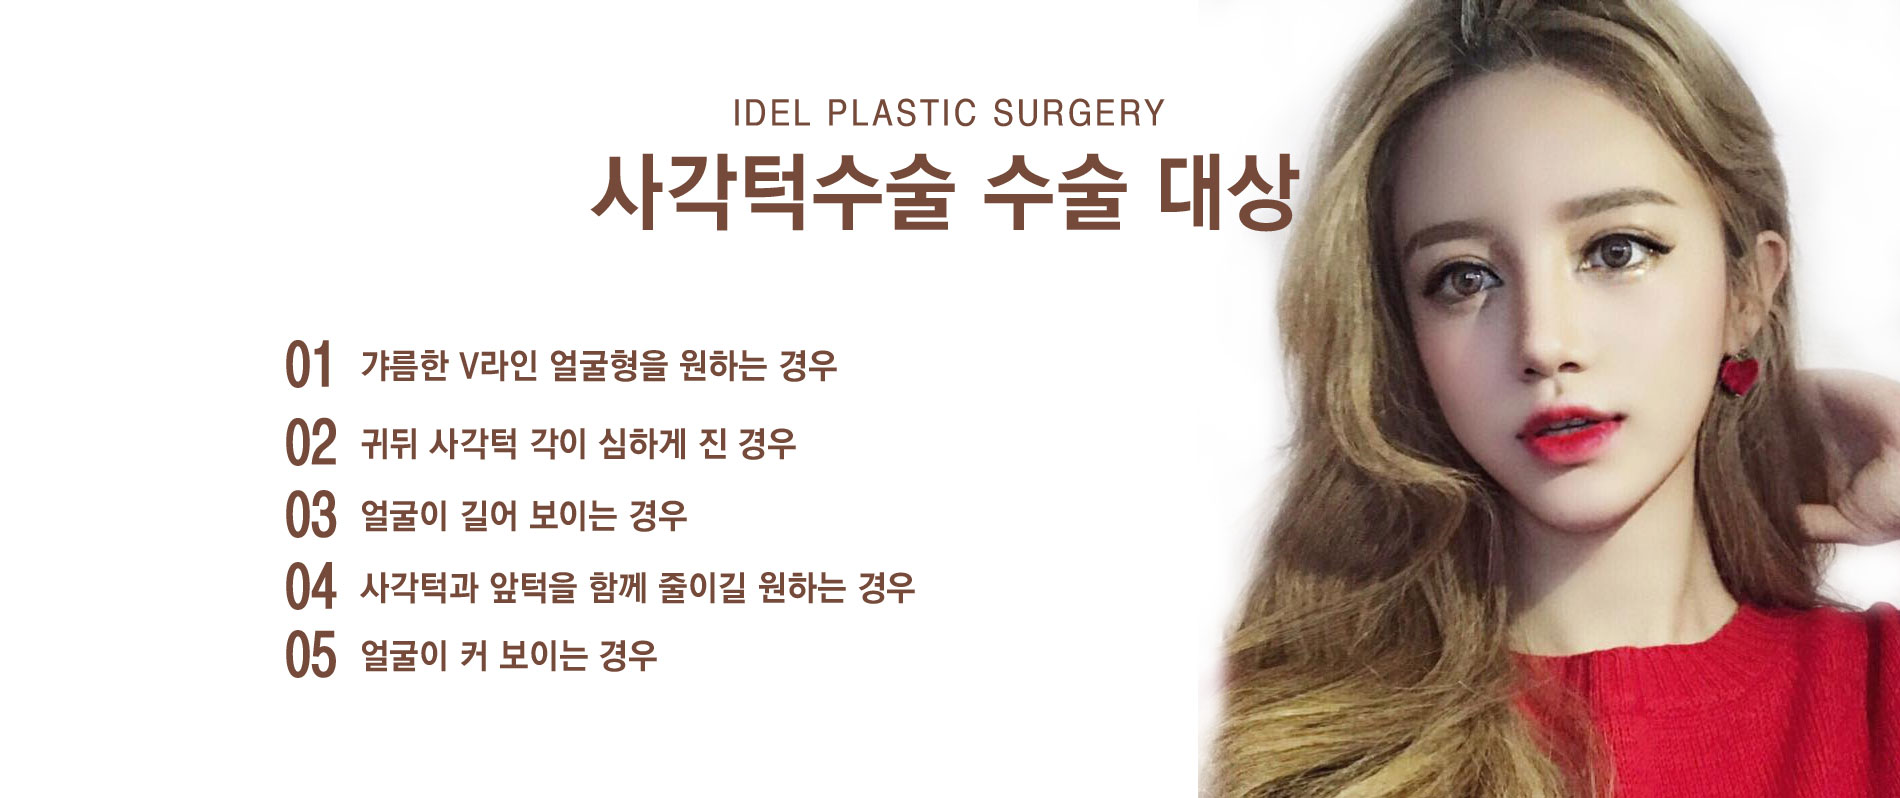 IDEL PLASTIC SURGERY
사각턱수술 수술 대상
01 갸름한 V라인 얼굴형을 원하는 경우
02 귀뒤 사각턱 각이 심하게 진 경우
03 얼굴이 길어 보이는 경우
04 사각턱과 앞턱을 함께 줄이길 원하는 경우
05 얼굴이 커 보이는 경우